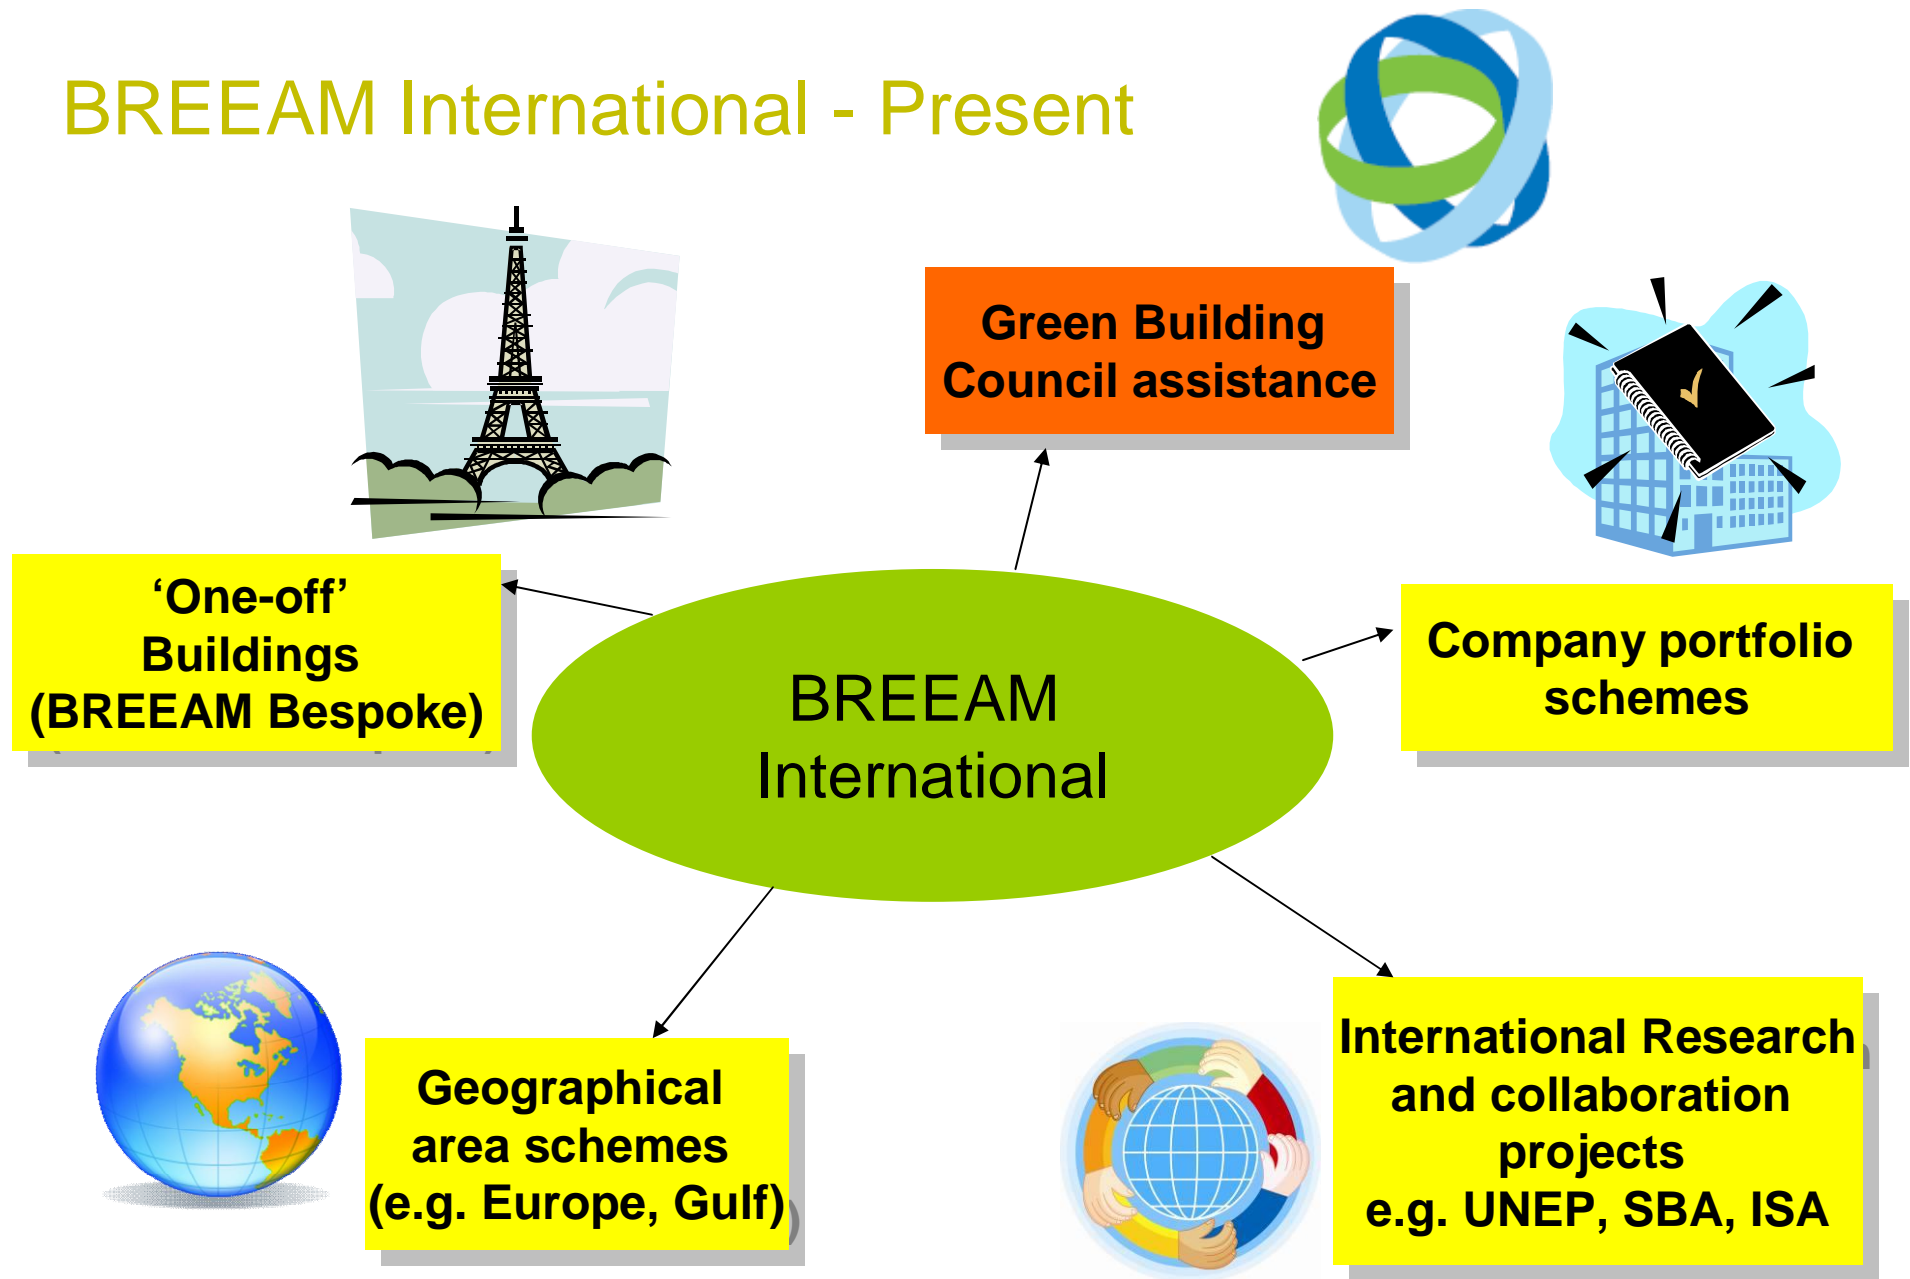 BREEAM International - Present
Green Building
Council assistance
‘One-off’
Buildings
(BREEAM Bespoke)
Company portfolio
schemes
BREEAM
International
Geographical
area schemes
(e.g. Europe, Gulf)
International Research
and collaboration
projects
e.g. UNEP, SBA, ISA